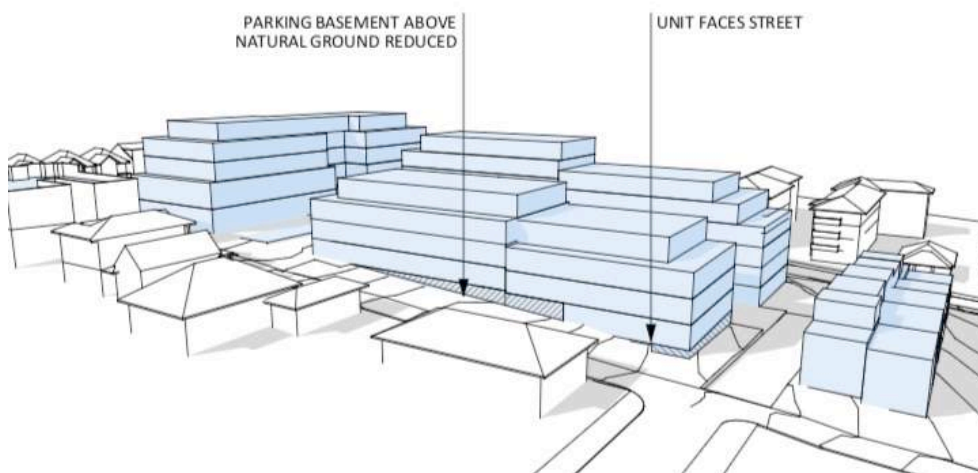 PARKING BASEMENT ABOVE
NATURAL GROUND REDUCED
UNIT FACES STREET